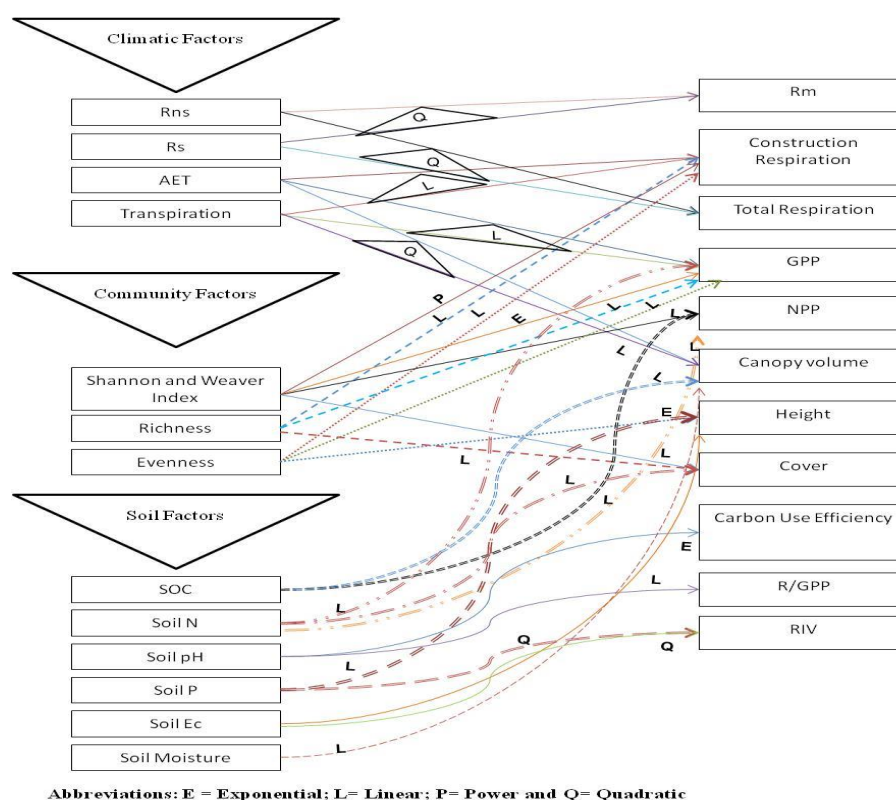 Climatic Factors
Rns
Rs
AET
Transpiration
Community Factors
Shannon and Weaver
Index
Richness
Evenness
Soil Factors
SOC
Soil N
Soil pH
Soil P
Soil Ec
Soil Moisture
Q
Q
L
L
Q
P
L
L
E
L
L
L
L
L
L
E
L
L
L
L
E
L
L
L
Q
Q
L
Rm
Construction
Respiration
Total Respiration
GPP
NPP
Canopy volume
Height
Cover
Carbon Use Efficiency
R/GPP
RIV
Abbreviations: E = Exponential; L= Linear; P= Power and Q= Quadratic